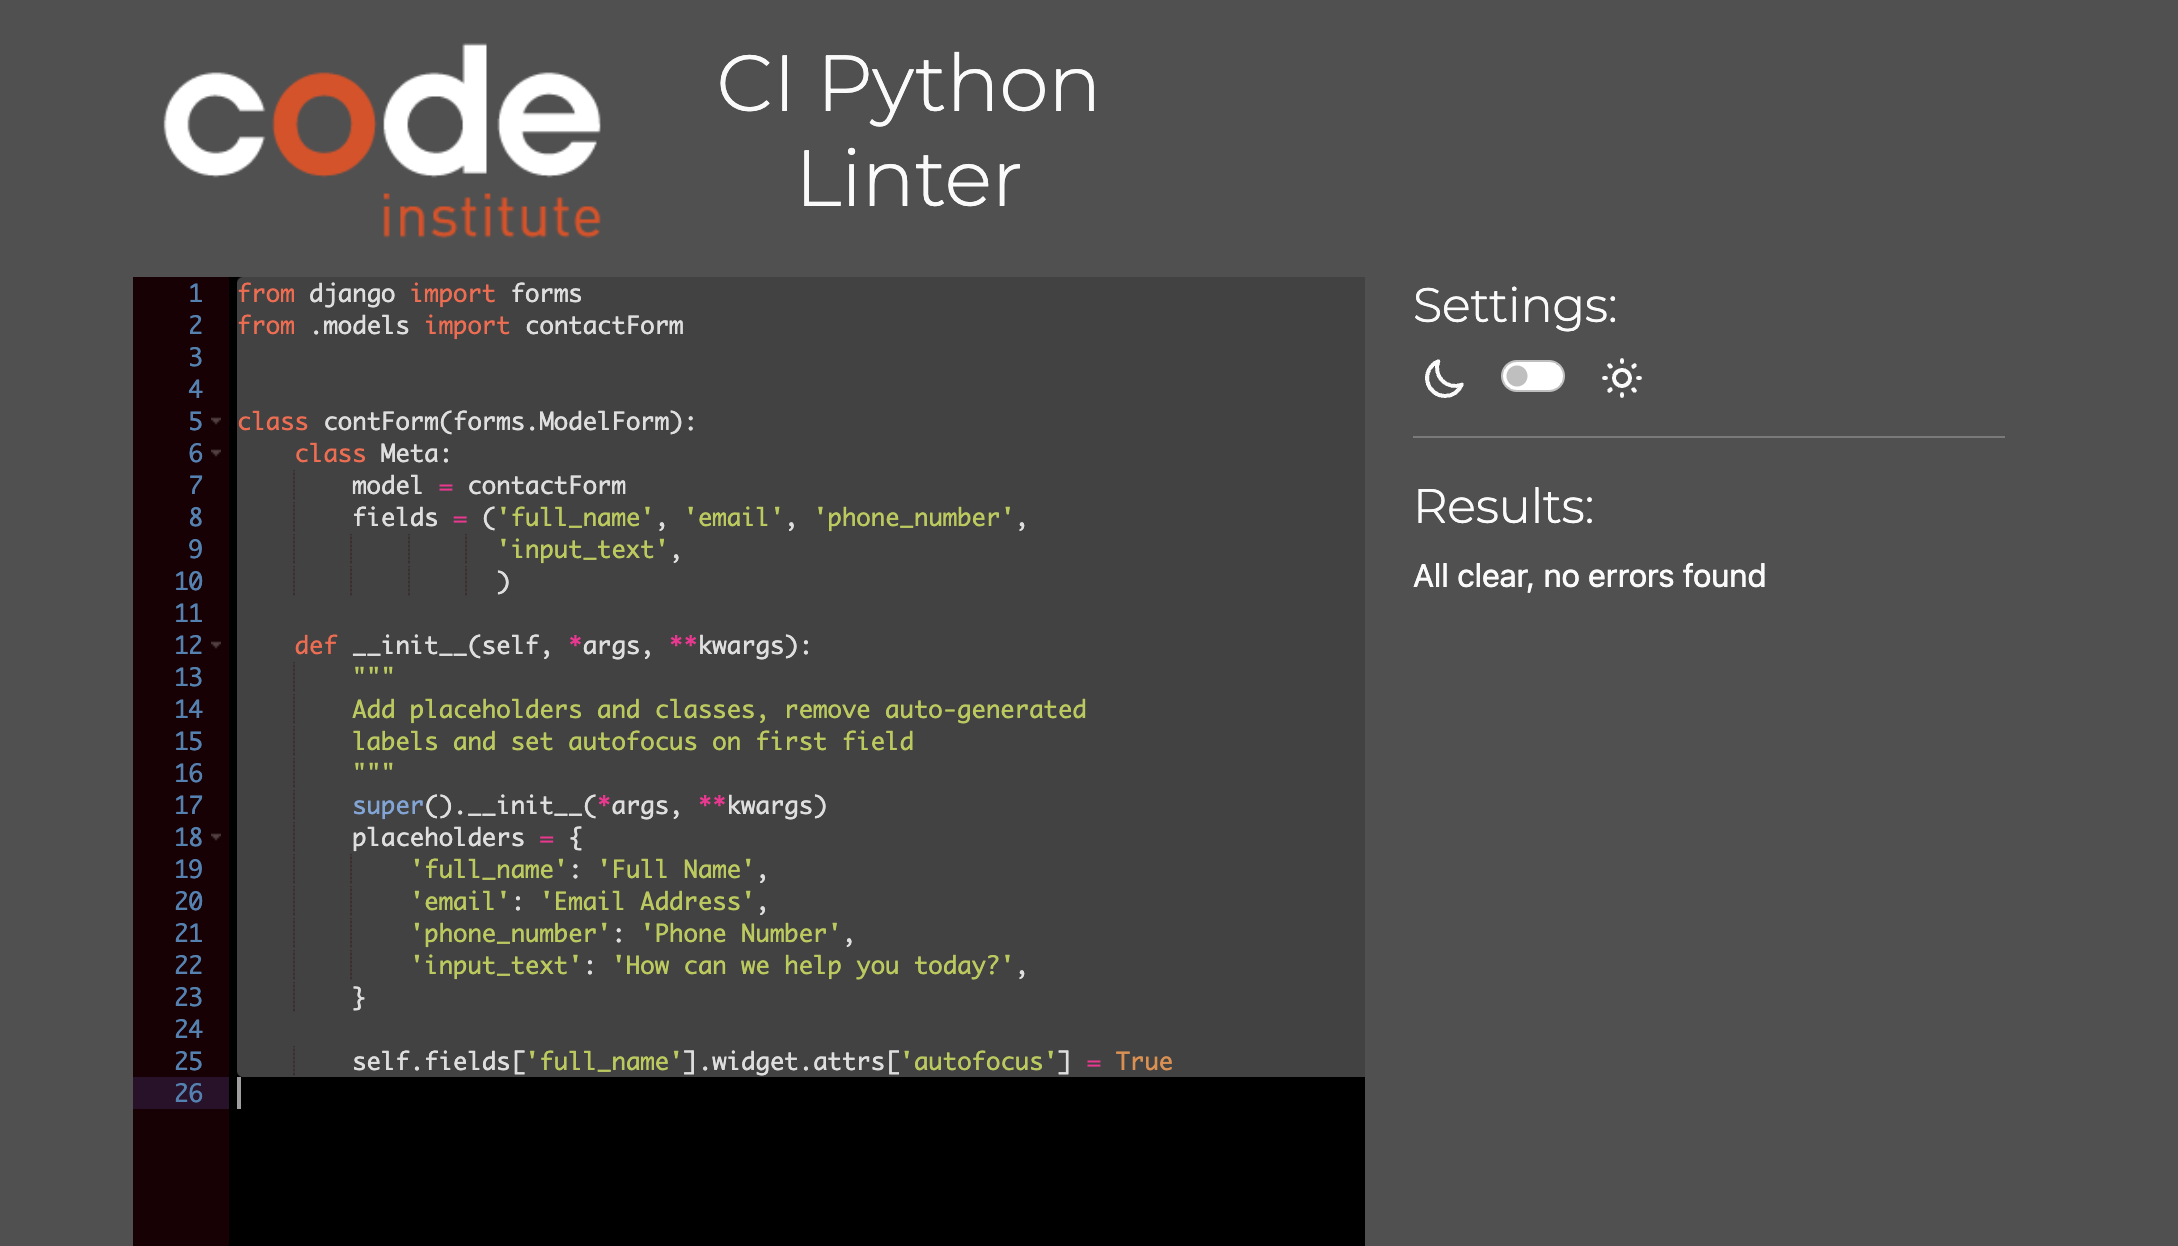 code
institute
CI Python
Linter
1 from django import forms
2 from .models import contactForm
3
4
5 class contForm(forms.ModelForm):
6     class Meta:
7         model = contactForm
8         fields = ('full_name', 'email', 'phone_number',
9                   'input_text',
10                   )
11
12     def __init__(self, *args, **kwargs):
13         """
14         Add placeholders and classes, remove auto-generated
15         labels and set autofocus on first field
16         """
17         super().__init__(*args, **kwargs)
18         placeholders = {
19             'full_name': 'Full Name',
20             'email': 'Email Address',
21             'phone_number': 'Phone Number',
22             'input_text': 'How can we help you today?',
23         }
24
25         self.fields['full_name'].widget.attrs['autofocus'] = True
26
Settings:
Results:
All clear, no errors found